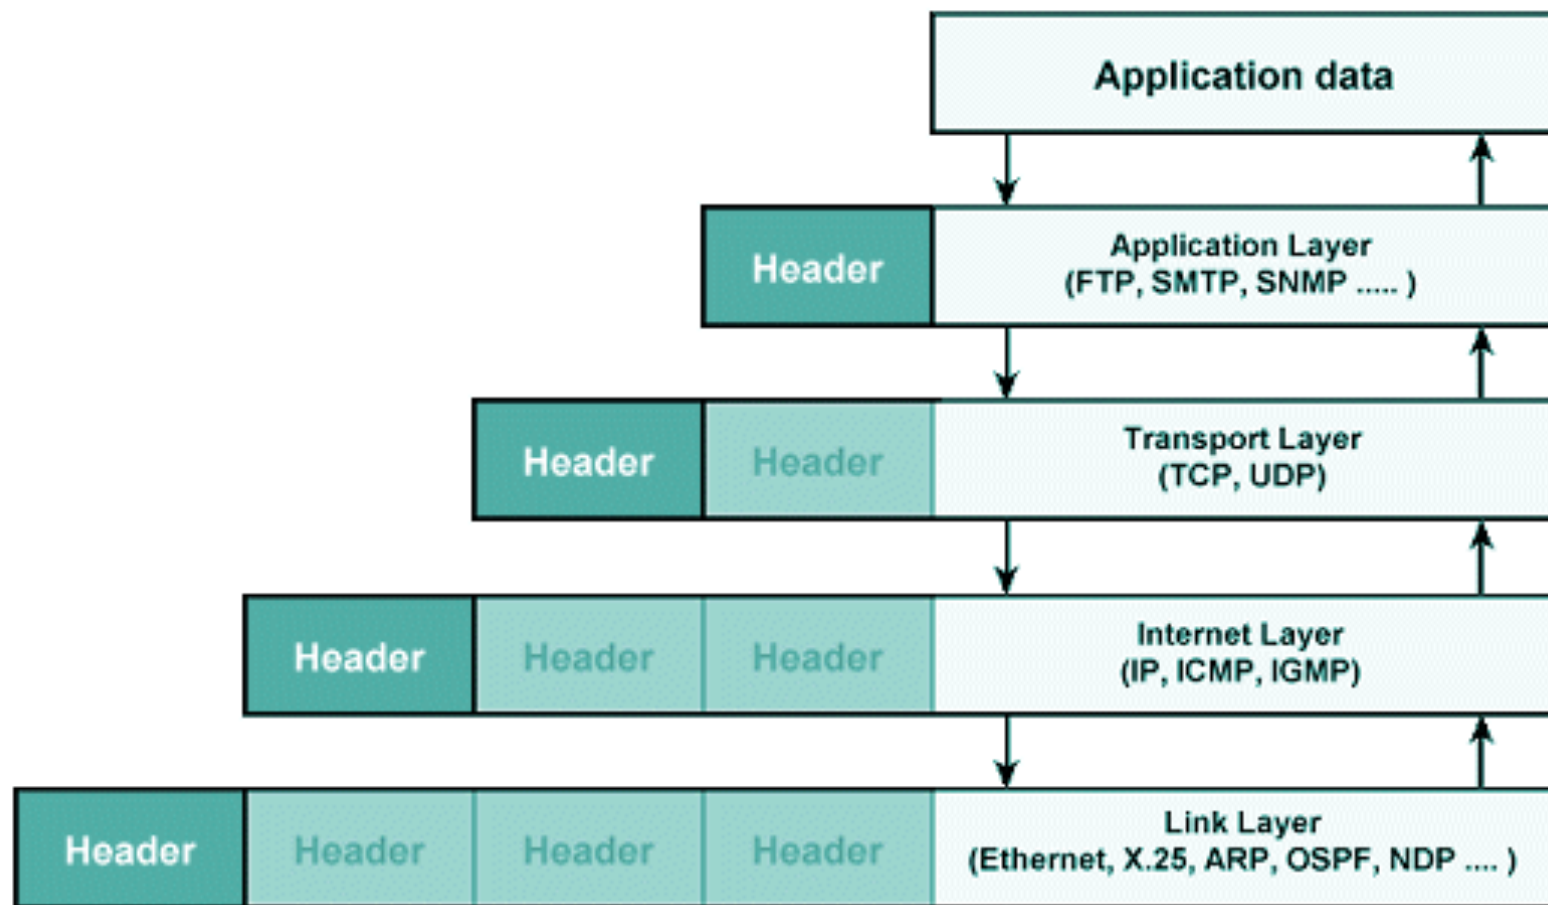 Application data
Header
Application Layer
(FTP, SMTP, SNMP ..... )
Header
Header
Transport Layer
(TCP, UDP)
Header
Header
Header
Internet Layer
(IP, ICMP, IGMP)
Header
Header
Header
Header
Link Layer
(Ethernet, X.25, ARP, OSPF, NDP .... )